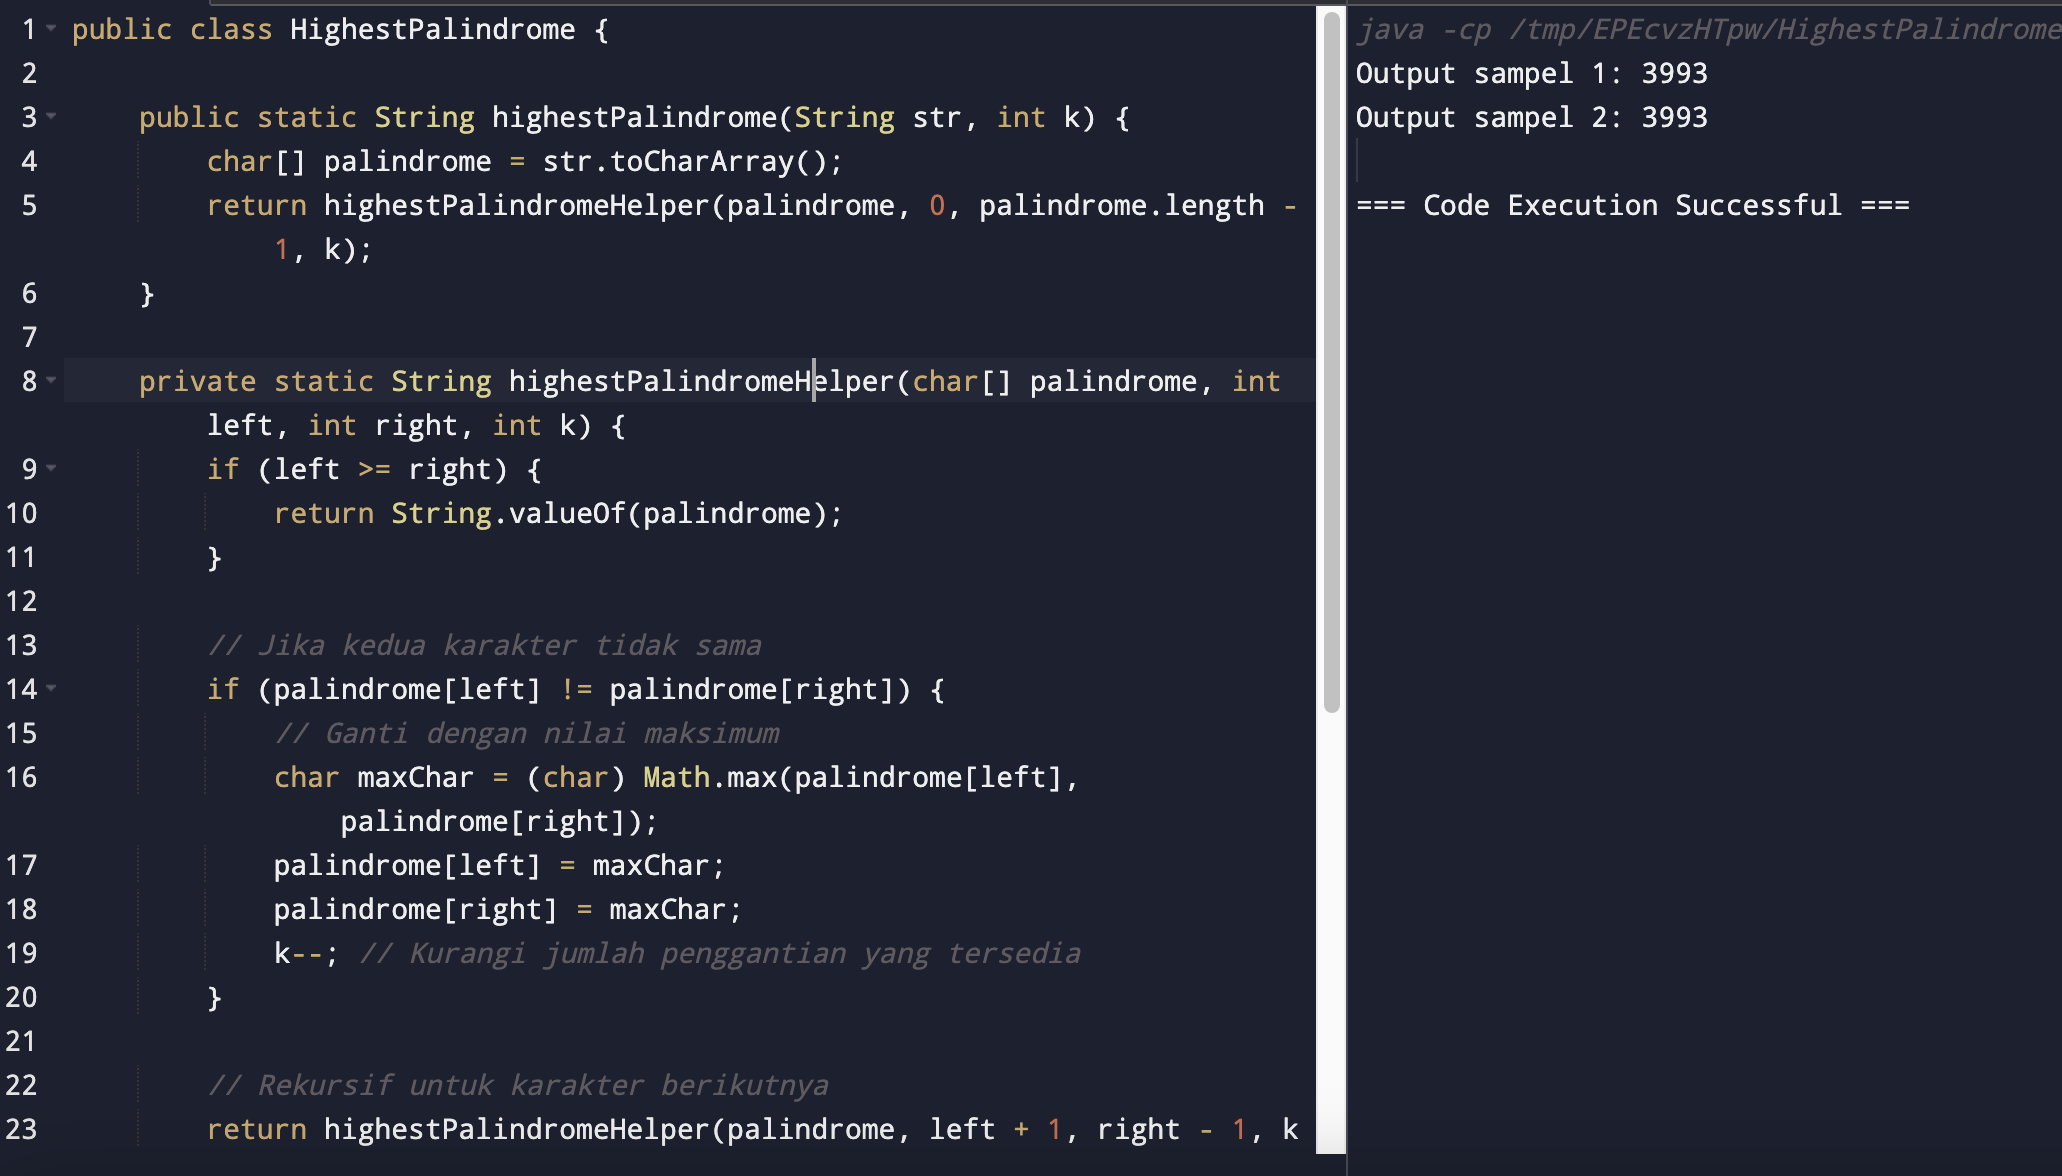 1 public class HighestPalindrome {
2
3 public static String highestPalindrome(String str, int k) {
4 char[] palindrome = str.toCharArray();
5 return highestPalindromeHelper(palindrome, 0, palindrome.length -
1, k);
6 }
7
8 private static String highestPalindromeHelper(char[] palindrome, int
left, int right, int k) {
9 if (left >= right) {
10 return String.valueOf(palindrome);
11 }
12
13 // Jika kedua karakter tidak sama
14 if (palindrome[left] != palindrome[right]) {
15 // Ganti dengan nilai maksimum
16 char maxChar = (char) Math.max(palindrome[left],
palindrome[right]);
17 palindrome[left] = maxChar;
18 palindrome[right] = maxChar;
19 k--; // Kurangi jumlah penggantian yang tersedia
20 }
21
22 // Rekursif untuk karakter berikutnya
23 return highestPalindromeHelper(palindrome, left + 1, right - 1, k
java -cp /tmp/EPEcvzHTpw/HighestPalindrome
Output sampel 1: 3993
Output sampel 2: 3993
=== Code Execution Successful ===